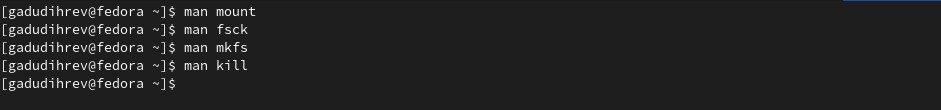 [gadudihrev@fedora ~]$ man mount
[gadudihrev@fedora ~]$ man fsck
[gadudihrev@fedora ~]$ man mkfs
[gadudihrev@fedora ~]$ man kill
[gadudihrev@fedora ~]$